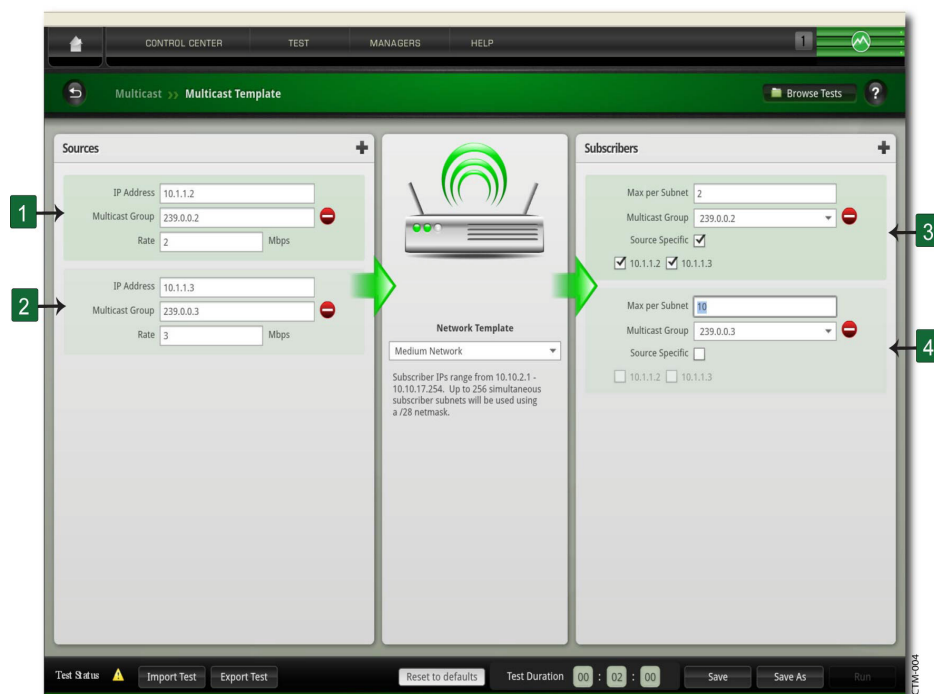 CONTROL CENTER
TEST
MANAGERS
HELP
1
Multicast >> Multicast Template
Browse Tests
?
Sources
+
IP Address 10.1.1.2
Multicast Group 239.0.0.2
Rate 2 Mbps
1
IP Address 10.1.1.3
Multicast Group 239.0.0.3
Rate 3 Mbps
2
Network Template
Medium Network
Subscriber IPs range from 10.10.2.1 -
10.10.17.254. Up to 256 simultaneous
subscriber subnets will be used using
a /28 netmask.
Subscribers
+
Max per Subnet 2
Multicast Group 239.0.0.2
Source Specific
10.1.1.2 10.1.1.3
3
Max per Subnet 10
Multicast Group 239.0.0.3
Source Specific
10.1.1.2 10.1.1.3
4
Test Status
Import Test
Export Test
Reset to defaults
Test Duration 00 : 02 : 00
Save
Save As
Run
CTM-004